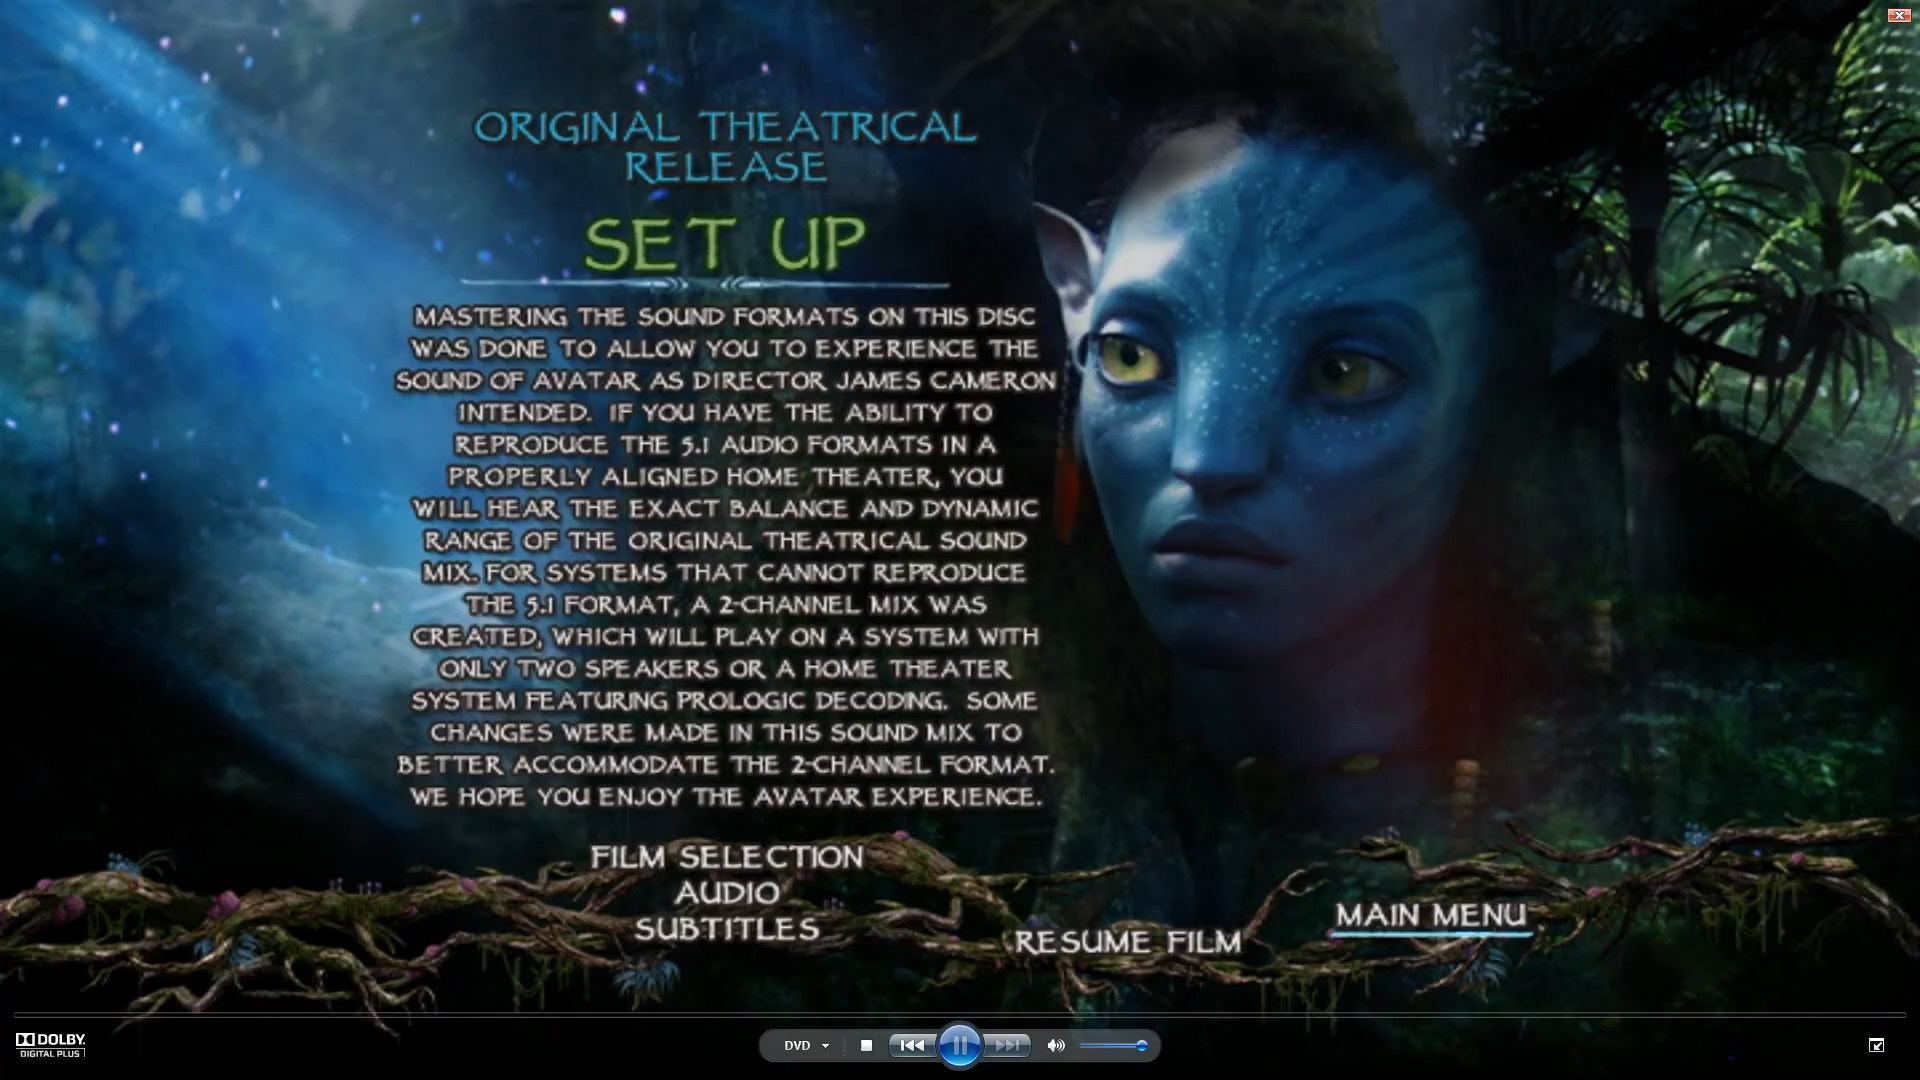 ORIGINAL THEATRICAL
RELEASE
SET UP
MASTERING THE SOUND FORMATS ON THIS DISC
WAS DONE TO ALLOW YOU TO EXPERIENCE THE
SOUND OF AVATAR AS DIRECTOR JAMES CAMERON
INTENDED. IF YOU HAVE THE ABILITY TO
REPRODUCE THE 5.1 AUDIO FORMATS IN A
PROPERLY ALIGNED HOME THEATER, YOU
WILL HEAR THE EXACT BALANCE AND DYNAMIC
RANGE OF THE ORIGINAL THEATRICAL SOUND
MIX. FOR SYSTEMS THAT CANNOT REPRODUCE
THE 5.1 FORMAT, A 2-CHANNEL MIX WAS
CREATED, WHICH WILL PLAY ON A SYSTEM WITH
ONLY TWO SPEAKERS OR A HOME THEATER
SYSTEM FEATURING PROLOGIC DECODING. SOME
CHANGES WERE MADE IN THIS SOUND MIX TO
BETTER ACCOMMODATE THE 2-CHANNEL FORMAT.
WE HOPE YOU ENJOY THE AVATAR EXPERIENCE.
FILM SELECTION
AUDIO
SUBTITLES
RESUME FILM
MAIN MENU
DOLBY
DIGITAL PLUS
DVD